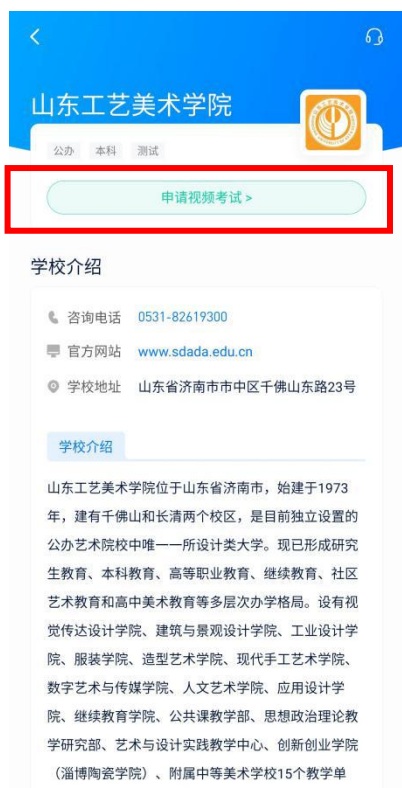 山东工艺美术学院
公办 本科 测试
申请视频考试 >
学校介绍
咨询电话 0531-82619300
官方网站 www.sdada.edu.cn
学校地址 山东省济南市市中区千佛山东路23号
学校介绍
山东工艺美术学院位于山东省济南市，始建于1973
年，建有千佛山和长清两个校区，是目前独立设置的
公办艺术院校中唯一一所设计类大学。现已形成研究
生教育、本科教育、高等职业教育、继续教育、社区
艺术教育和高中美术教育等多层次办学格局。设有视
觉传达设计学院、建筑与景观设计学院、工业设计学
院、服装学院、造型艺术学院、现代手工艺术学院、
数字艺术与传媒学院、人文艺术学院、应用设计学
院、继续教育学院、公共课教学部、思想政治理论教
学研究部、艺术与设计实践教学中心、创新创业学院
（淄博陶瓷学院）、附属中等美术学校15个教学单